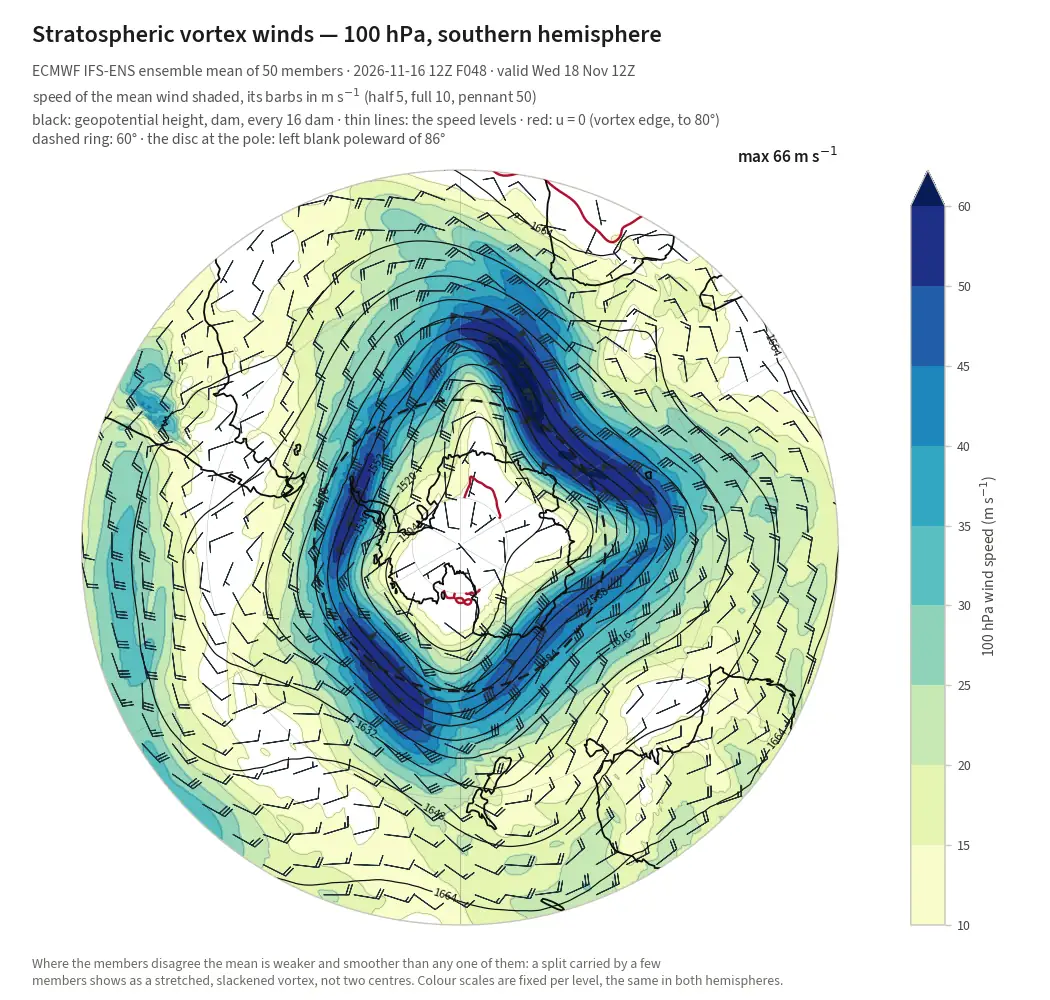 Stratospheric vortex winds — 100 hPa, southern hemisphere
ECMWF IFS-ENS ensemble mean of 50 members · 2026-11-16 12Z F048 · valid Wed 18 Nov 12Z
speed of the mean wind shaded, its barbs in m s⁻¹ (half 5, full 10, pennant 50)
black: geopotential height, dam, every 16 dam · thin lines: the speed levels · red: u = 0 (vortex edge, to 80°)
dashed ring: 60° · the disc at the pole: left blank poleward of 86°
max 66 m s⁻¹
60
50
45
40
35
30
25
20
15
10
100 hPa wind speed (m s⁻¹)
1664
1664
1520
1632
1648
1664
1664
Where the members disagree the mean is weaker and smoother than any one of them: a split carried by a few
members shows as a stretched, slackened vortex, not two centres. Colour scales are fixed per level, the same in both hemispheres.